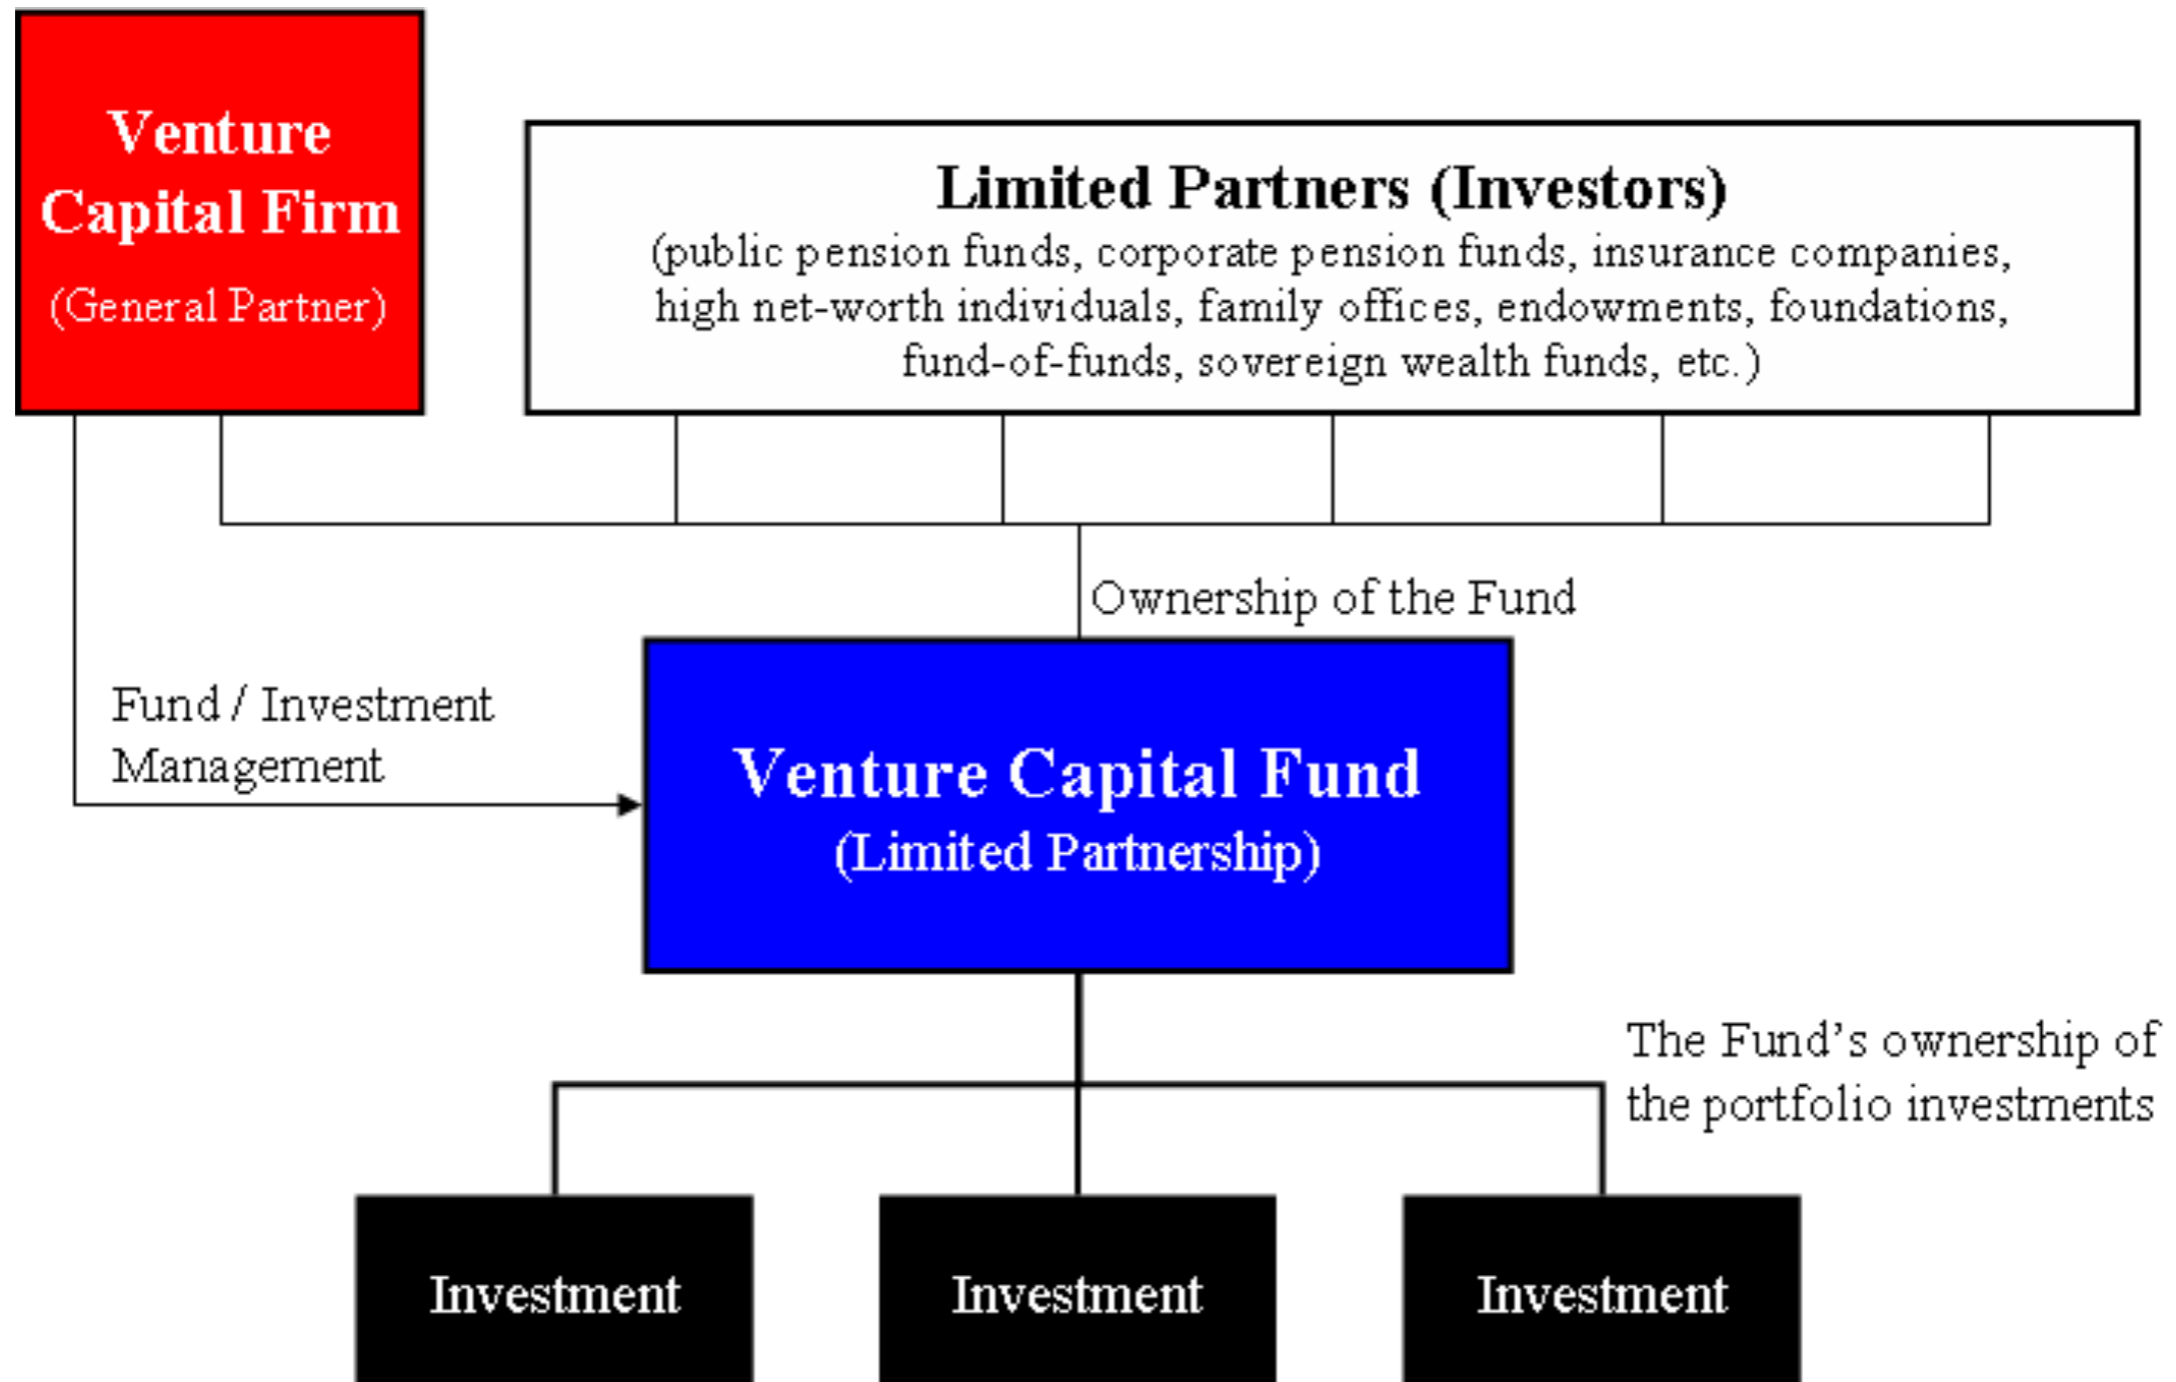 Venture
Capital Firm
(General Partner)
Limited Partners (Investors)
(public pension funds, corporate pension funds, insurance companies,
high net-worth individuals, family offices, endowments, foundations,
fund-of-funds, sovereign wealth funds, etc.)
Ownership of the Fund
Fund / Investment
Management
Venture Capital Fund
(Limited Partnership)
The Fund’s ownership of
the portfolio investments
Investment
Investment
Investment